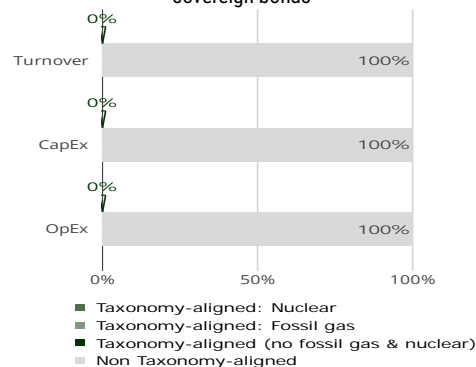 sovereign bonds
0%
Turnover 100%
0%
CapEx 100%
0%
OpEx 100%
0% 50% 100%
Taxonomy-aligned: Nuclear
Taxonomy-aligned: Fossil gas
Taxonomy-aligned (no fossil gas & nuclear)
Non Taxonomy-aligned